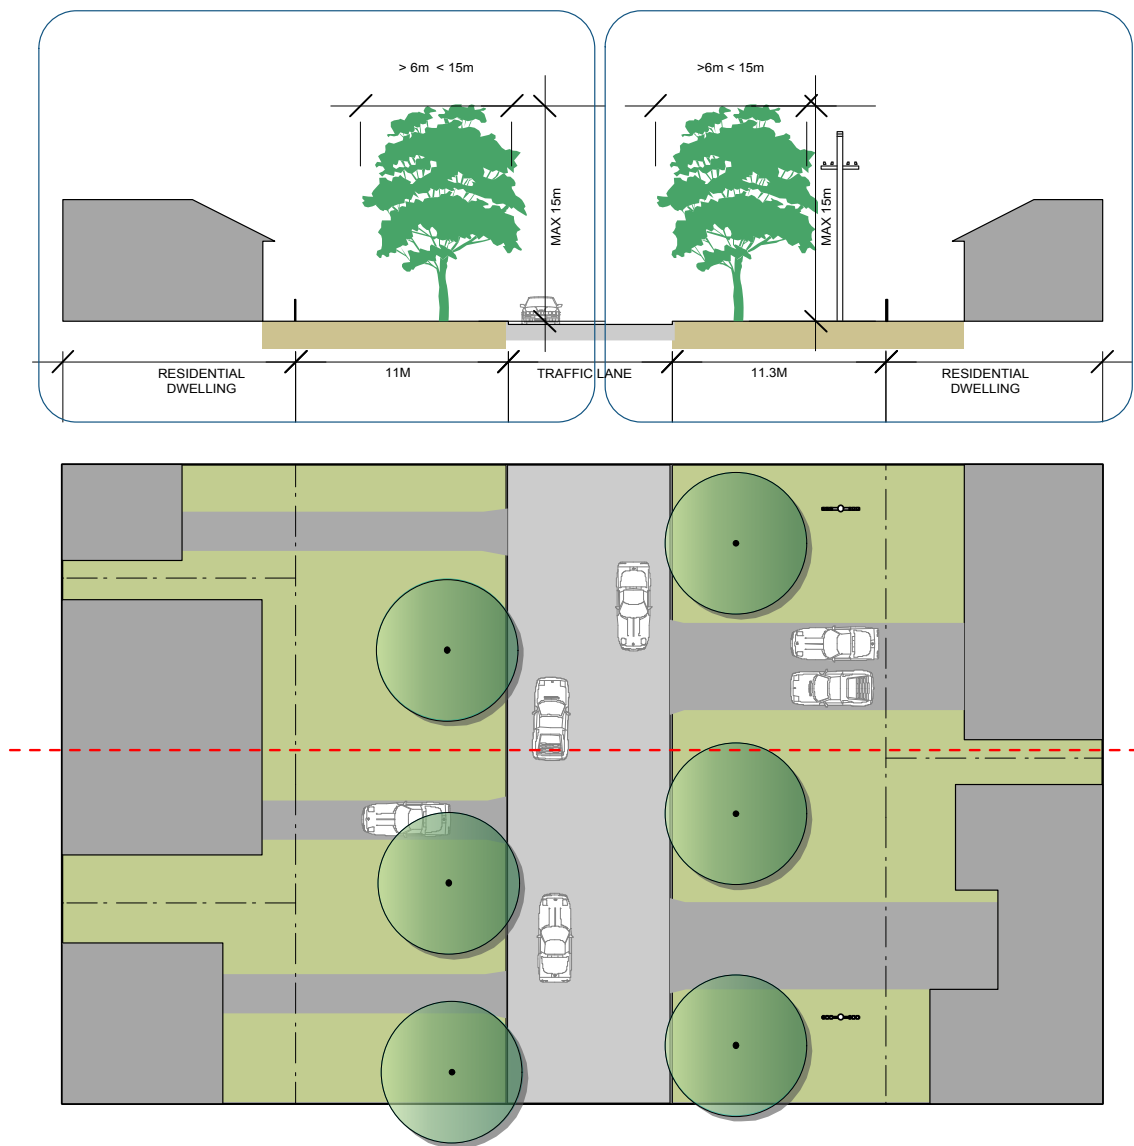 > 6m  < 15m
>6m < 15m
MAX 15m
MAX 15m
RESIDENTIAL
DWELLING
11M
TRAFFIC LANE
11.3M
RESIDENTIAL
DWELLING